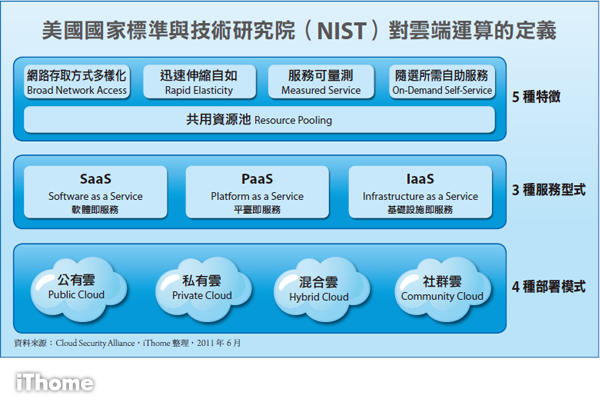 美國國家標準與技術研究院（NIST）對雲端運算的定義
網路存取方式多樣化
Broad Network Access
迅速伸縮自如
Rapid Elasticity
服務可量測
Measured Service
隨選所需自助服務
On-Demand Self-Service
共用資源池 Resource Pooling
5 種特徵
SaaS
Software as a Service
軟體即服務
PaaS
Platform as a Service
平臺即服務
IaaS
Infrastructure as a Service
基礎設施即服務
3 種服務型式
公有雲
Public Cloud
私有雲
Private Cloud
混合雲
Hybrid Cloud
社群雲
Community Cloud
4 種部署模式
資料來源：Cloud Security Alliance，iThome 整理，2011 年 6 月
iThome